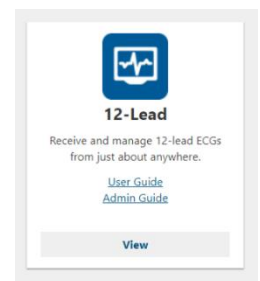 12-Lead
Receive and manage 12-lead ECGs
from just about anywhere.
User Guide
Admin Guide
View